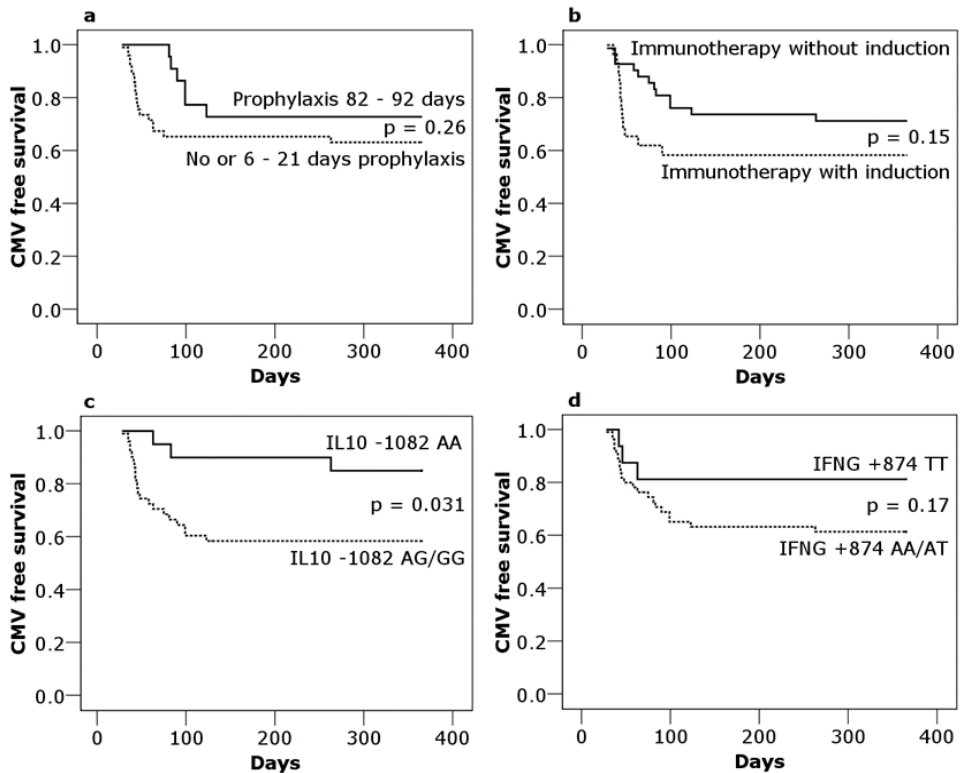 a
1.0
0.8
0.6
0.4
0.2
0.0
CMV free survival
Prophylaxis 82 - 92 days
p = 0.26
No or 6 - 21 days prophylaxis
0 100 200 300 400
Days
b
1.0
0.8
0.6
0.4
0.2
0.0
CMV free survival
Immunotherapy without induction
p = 0.15
Immunotherapy with induction
0 100 200 300 400
Days
c
1.0
0.8
0.6
0.4
0.2
0.0
CMV free survival
IL10 -1082 AA
p = 0.031
IL10 -1082 AG/GG
0 100 200 300 400
Days
d
1.0
0.8
0.6
0.4
0.2
0.0
CMV free survival
IFNG +874 TT
p = 0.17
IFNG +874 AA/AT
0 100 200 300 400
Days